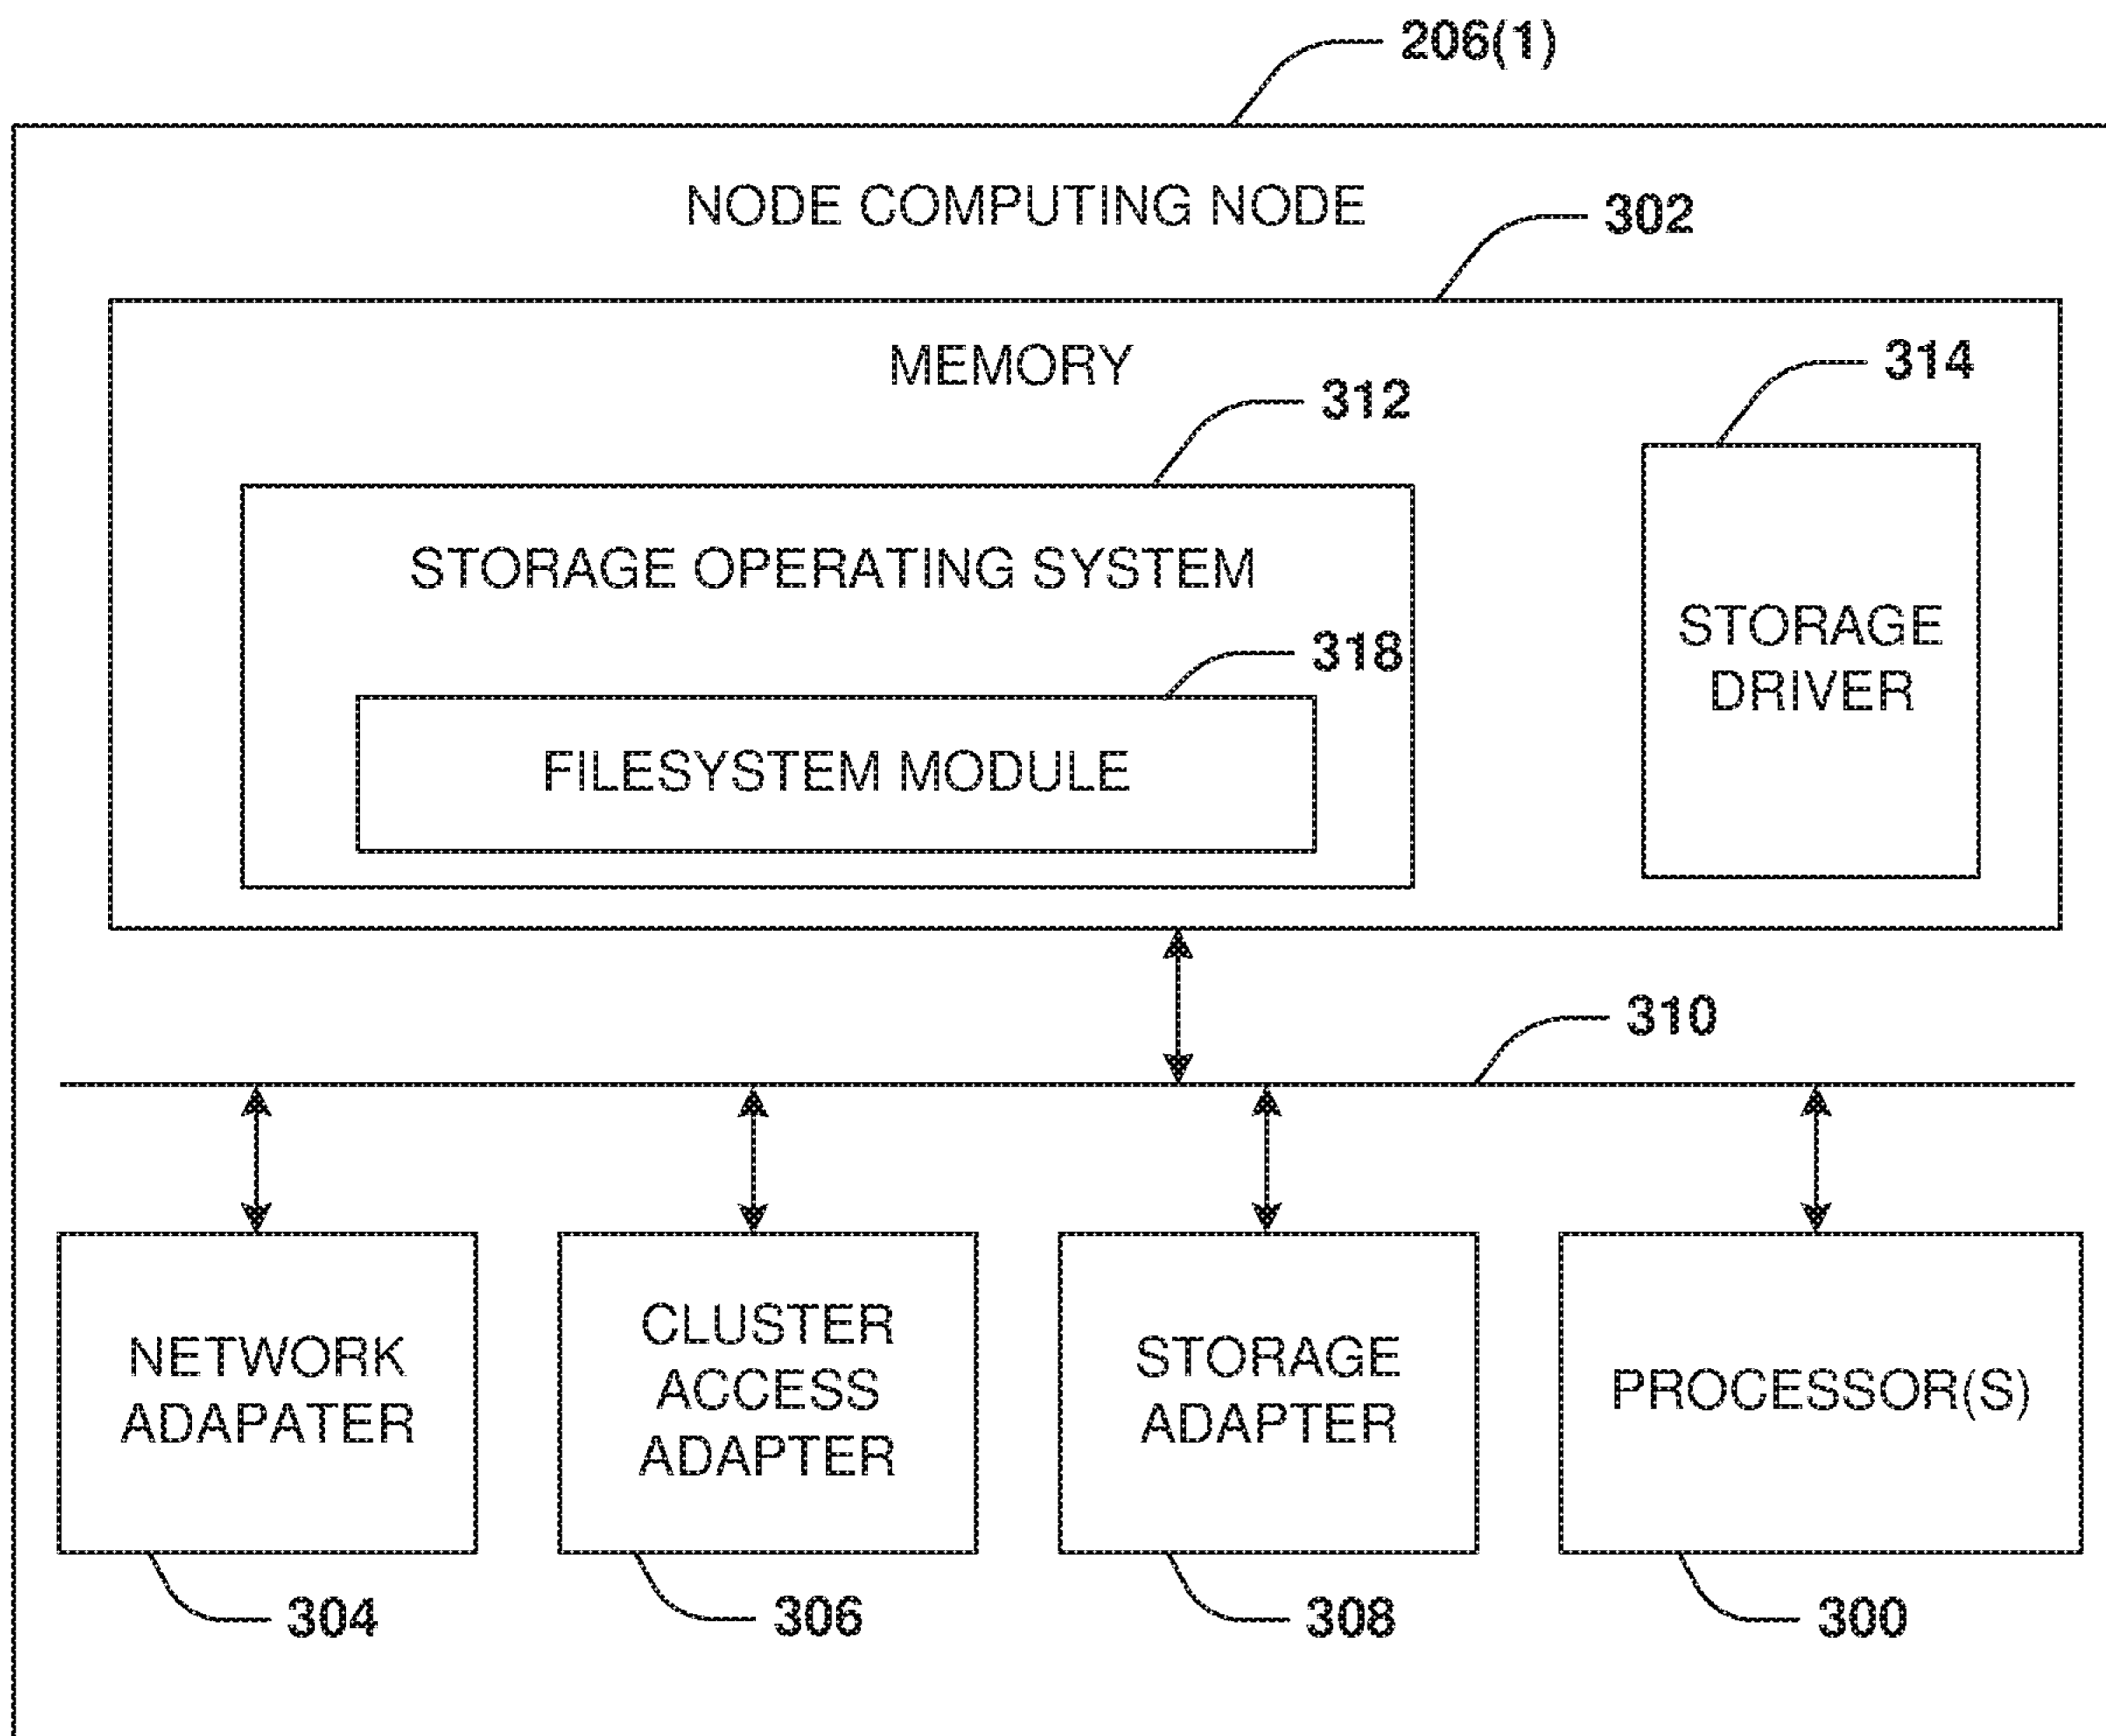 206(1)
NODE COMPUTING NODE
302
MEMORY
314
312
STORAGE OPERATING SYSTEM
STORAGE
DRIVER
318
FILESYSTEM MODULE
310
NETWORK
ADAPATER
CLUSTER
ACCESS
ADAPTER
STORAGE
ADAPTER
PROCESSOR(S)
304
306
308
300